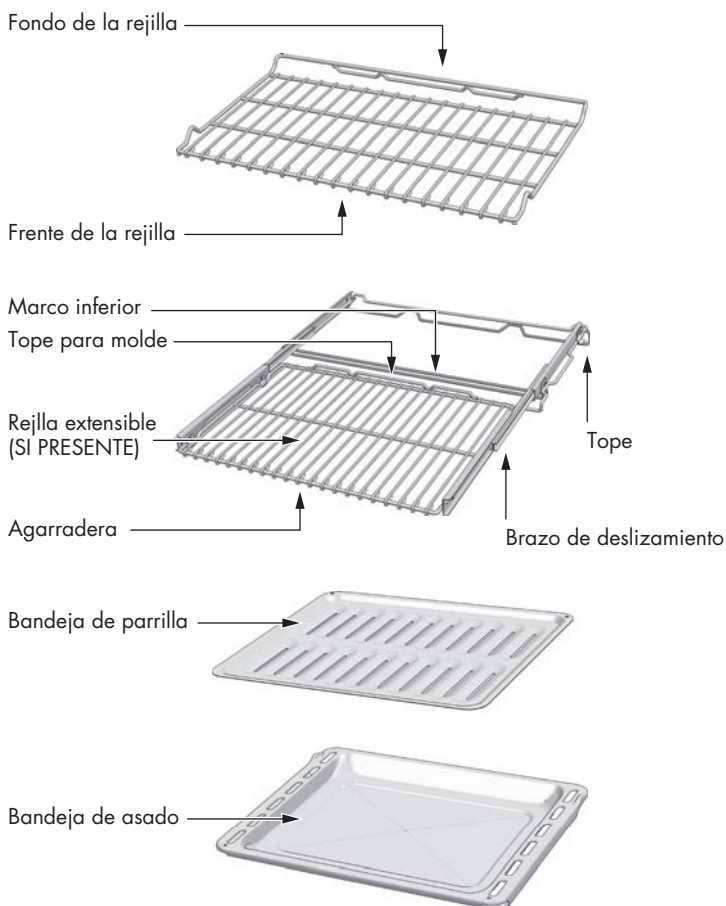 Fondo de la rejilla
Frente de la rejilla
Marco inferior
Tope para molde
Rejlla extensible
(SI PRESENTE)
Tope
Agarradera
Brazo de deslizamiento
Bandeja de parrilla
Bandeja de asado